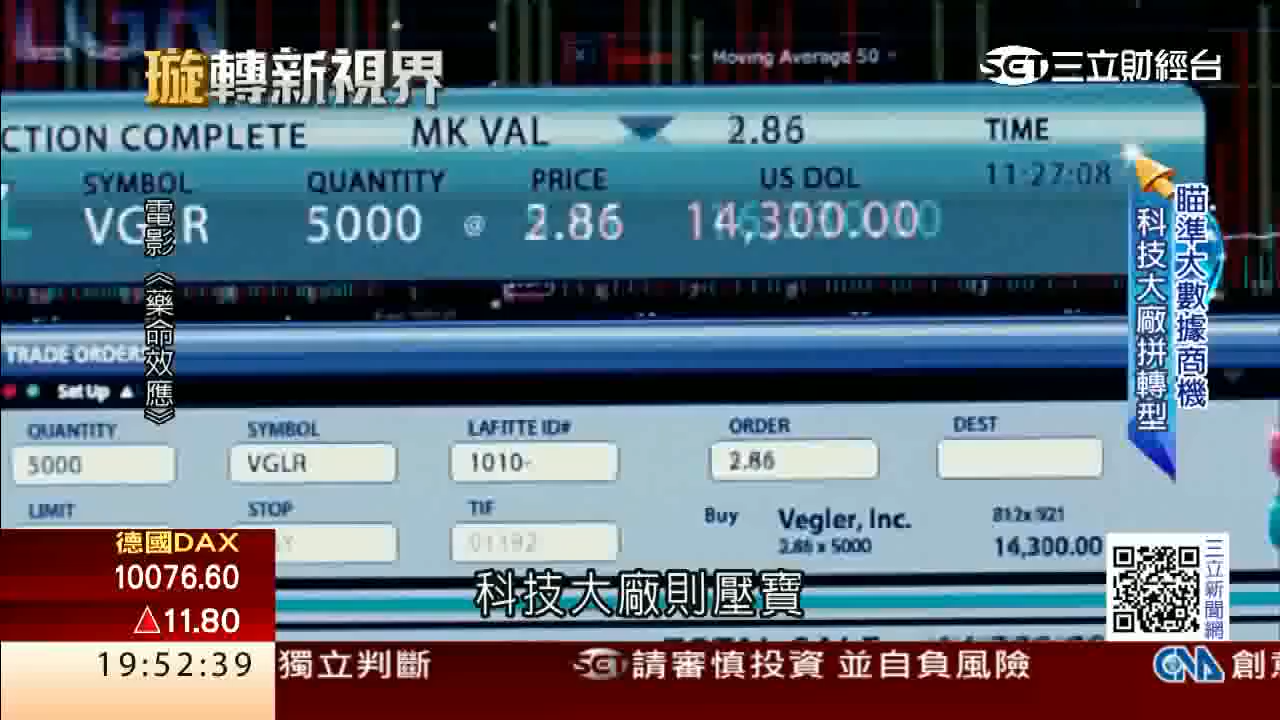 璇轉新視界
Moving Average 50
SET三立財經台
CTION COMPLETE
MK VAL
2.86
TIME
11:27:08
SYMBOL
QUANTITY
PRICE
US DOL
VGLR
5000
@
2.86
14,300.00
電影《藥命效應》
瞄準大數據商機
科技大廠拼轉型
TRADE ORDER
Set Up
QUANTITY
SYMBOL
LAFITTE ID#
ORDER
DEST
5000
VGLR
1010-
2.86
LIMIT
STOP
TIF
Buy
Vegler, Inc.
2.86 x 5000
14,300.00
科技大廠則壓寶
德國DAX
10076.60
△11.80
三立新聞網
19:52:39
獨立判斷
SET請審慎投資 並自負風險
CNA